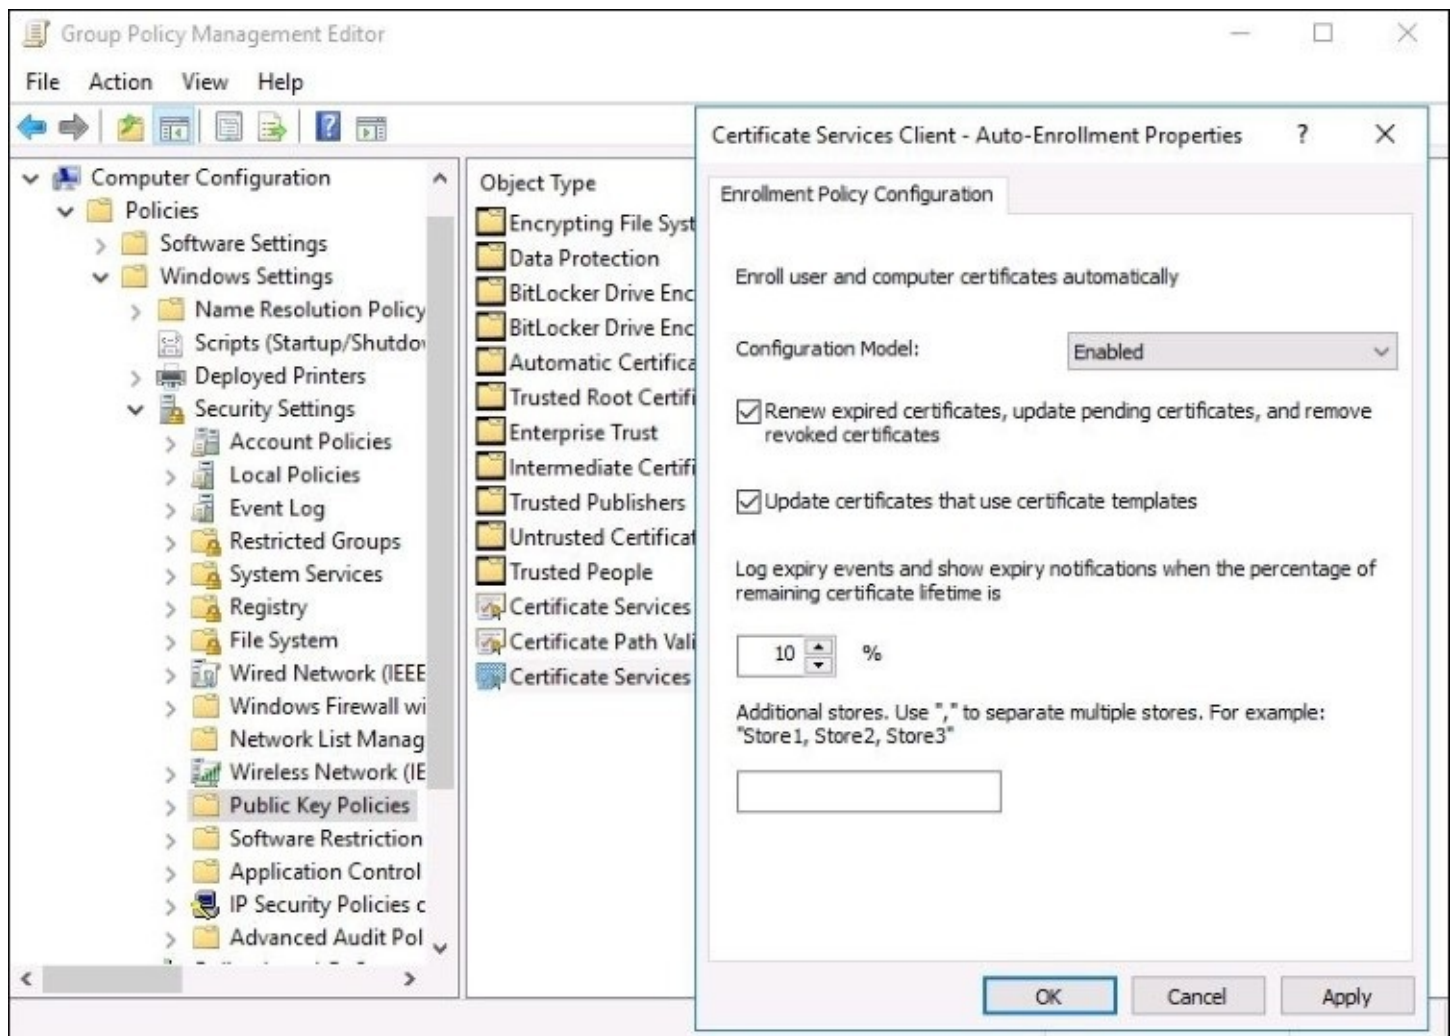 Group Policy Management Editor
File Action View Help
Computer Configuration
Policies
Software Settings
Windows Settings
Name Resolution Policy
Scripts (Startup/Shutdo
Deployed Printers
Security Settings
Account Policies
Local Policies
Event Log
Restricted Groups
System Services
Registry
File System
Wired Network (IEEE
Windows Firewall wi
Network List Manag
Wireless Network (IE
Public Key Policies
Software Restriction
Application Control
IP Security Policies c
Advanced Audit Pol
Object Type
Encrypting File Syst
Data Protection
BitLocker Drive Enc
BitLocker Drive Enc
Automatic Certifica
Trusted Root Certifi
Enterprise Trust
Intermediate Certifi
Trusted Publishers
Untrusted Certificat
Trusted People
Certificate Services
Certificate Path Vali
Certificate Services
Certificate Services Client - Auto-Enrollment Properties ?
Enrollment Policy Configuration
Enroll user and computer certificates automatically
Configuration Model: Enabled
Renew expired certificates, update pending certificates, and remove
revoked certificates
Update certificates that use certificate templates
Log expiry events and show expiry notifications when the percentage of
remaining certificate lifetime is
10 %
Additional stores. Use "," to separate multiple stores. For example:
"Store1, Store2, Store3"
OK Cancel Apply